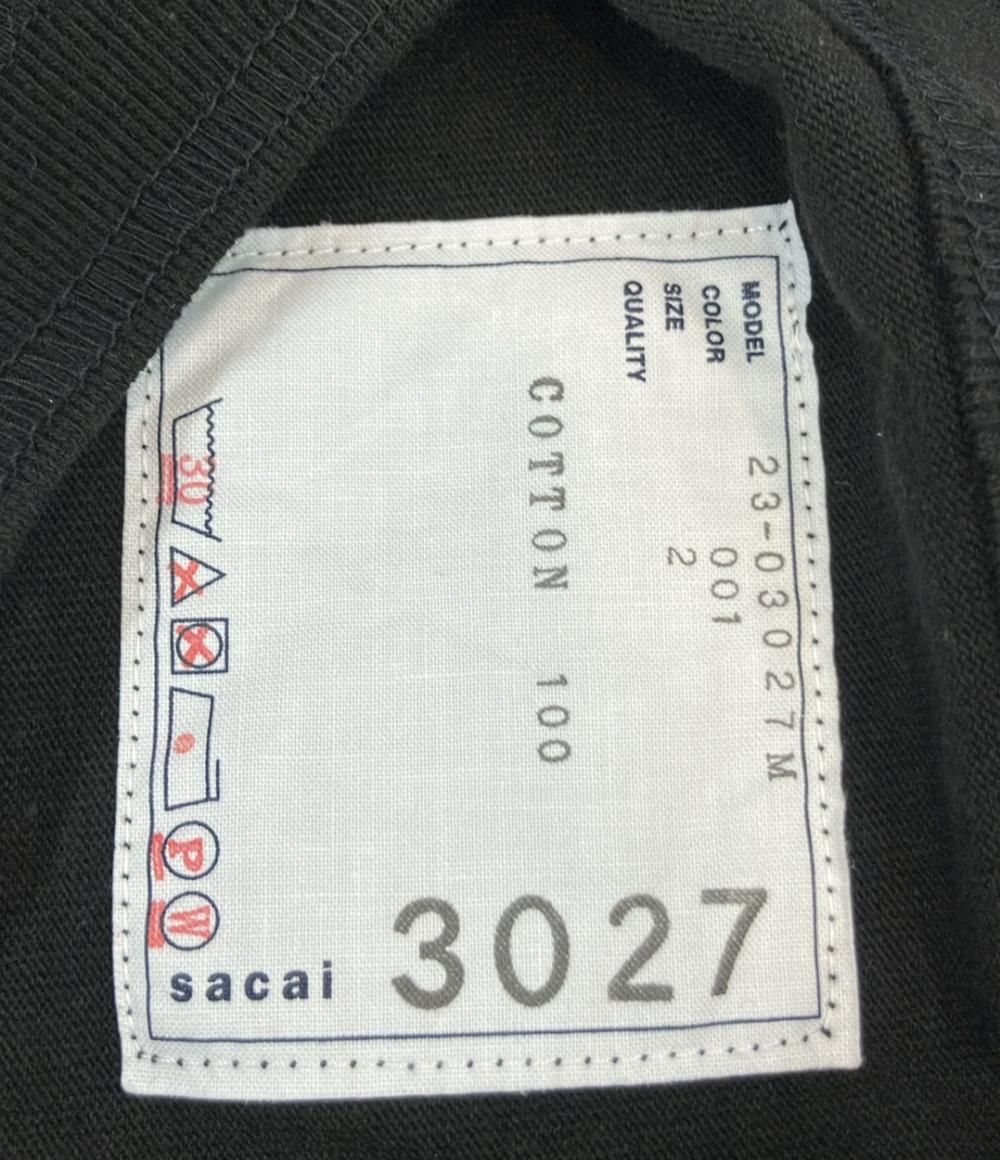 MODEL 23-03027M
COLOR 001
SIZE 2
QUALITY
COTTON 100
30
P
W
sacai
3027